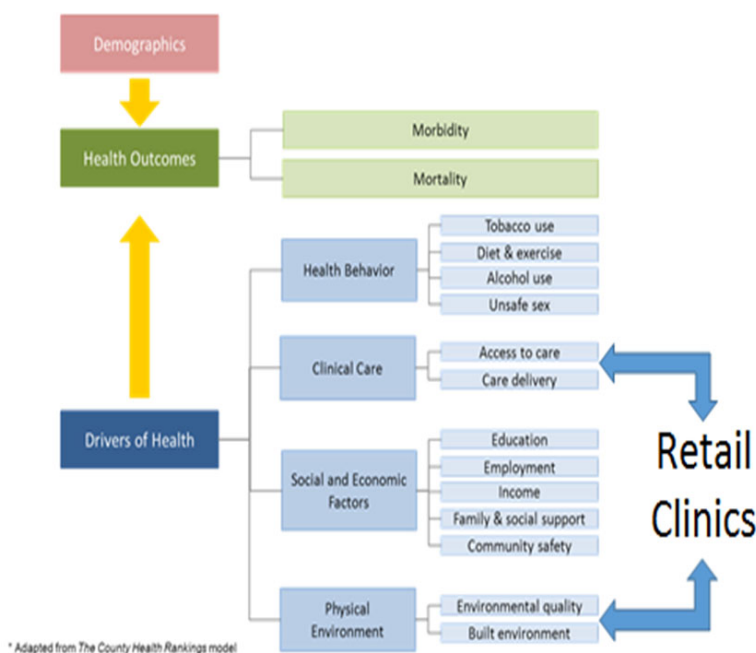 Demographics
Health Outcomes
Morbidity
Mortality
Drivers of Health
Health Behavior
Tobacco use
Diet & exercise
Alcohol use
Unsafe sex
Clinical Care
Access to care
Care delivery
Social and Economic
Factors
Education
Employment
Income
Family & social support
Community safety
Physical
Environment
Environmental quality
Built environment
Retail
Clinics
* Adapted from The County Health Rankings model